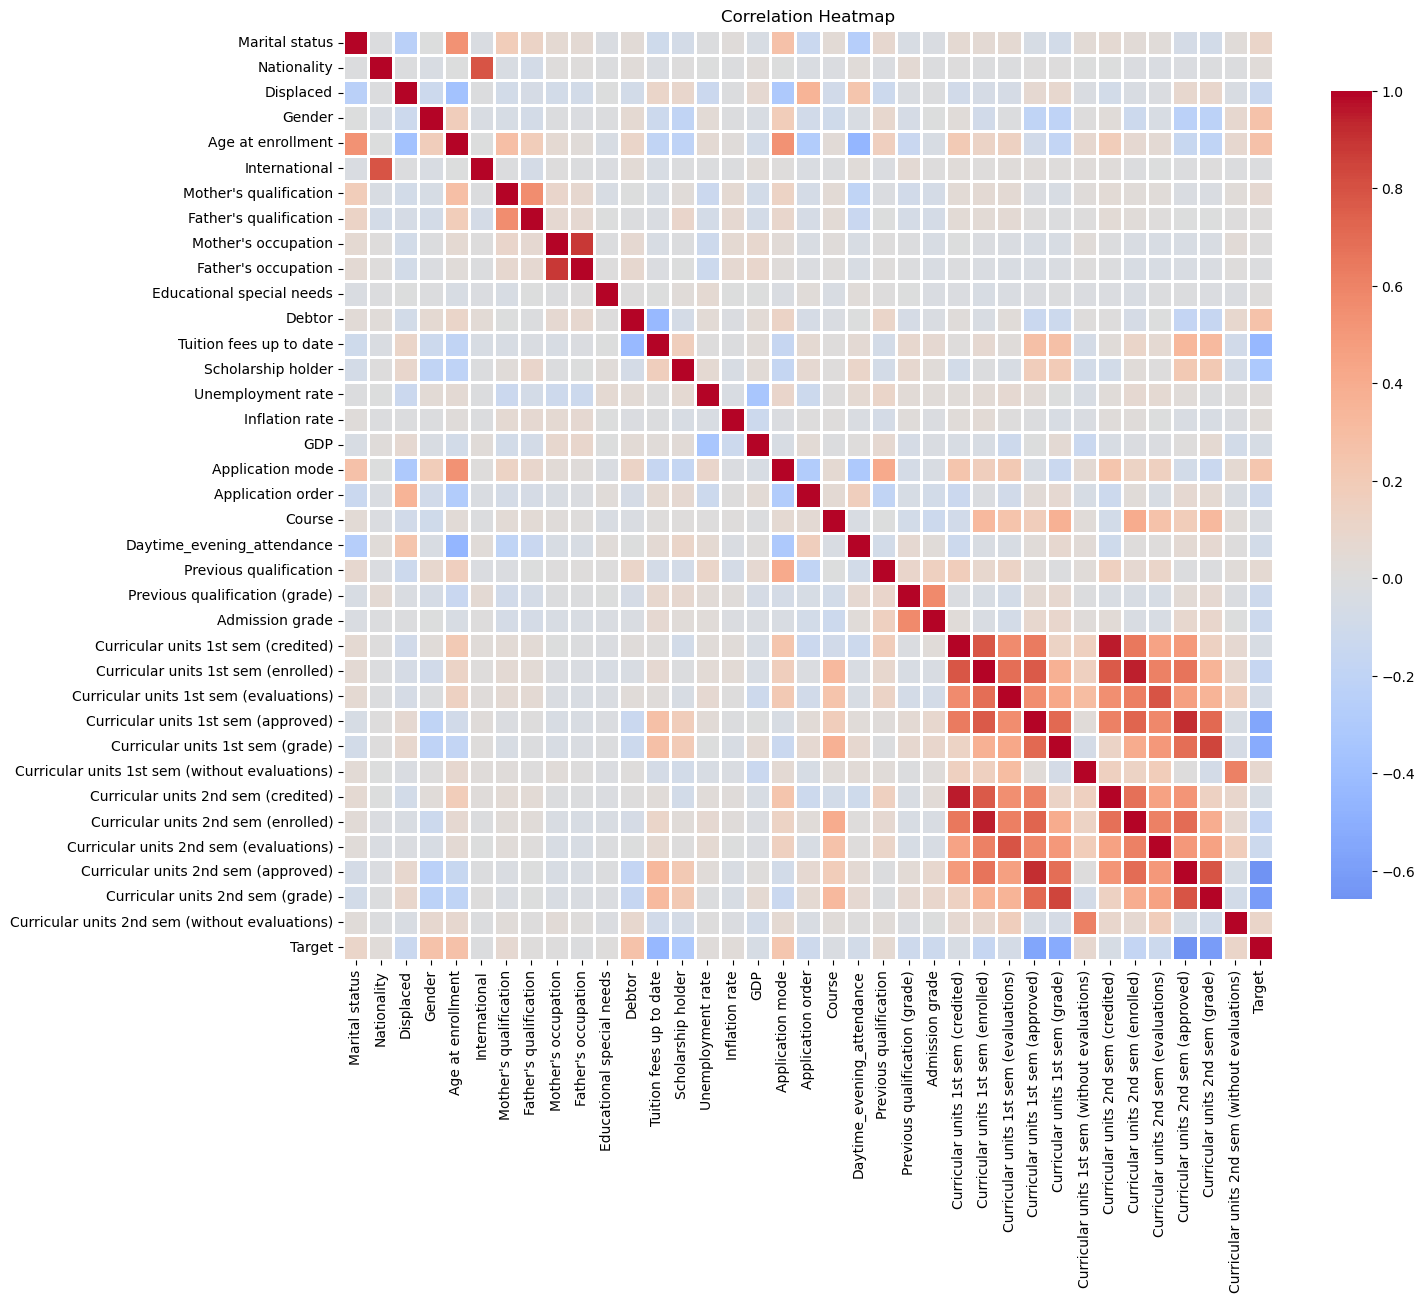 Correlation Heatmap
Marital status
Nationality
Displaced
Gender
Age at enrollment
International
Mother's qualification
Father's qualification
Mother's occupation
Father's occupation
Educational special needs
Debtor
Tuition fees up to date
Scholarship holder
Unemployment rate
Inflation rate
GDP
Application mode
Application order
Course
Daytime_evening_attendance
Previous qualification
Previous qualification (grade)
Admission grade
Curricular units 1st sem (credited)
Curricular units 1st sem (enrolled)
Curricular units 1st sem (evaluations)
Curricular units 1st sem (approved)
Curricular units 1st sem (grade)
Curricular units 1st sem (without evaluations)
Curricular units 2nd sem (credited)
Curricular units 2nd sem (enrolled)
Curricular units 2nd sem (evaluations)
Curricular units 2nd sem (approved)
Curricular units 2nd sem (grade)
Curricular units 2nd sem (without evaluations)
Target
Marital status
Nationality
Displaced
Gender
Age at enrollment
International
Mother's qualification
Father's qualification
Mother's occupation
Father's occupation
Educational special needs
Debtor
Tuition fees up to date
Scholarship holder
Unemployment rate
Inflation rate
GDP
Application mode
Application order
Course
Daytime_evening_attendance
Previous qualification
Previous qualification (grade)
Admission grade
Curricular units 1st sem (credited)
Curricular units 1st sem (enrolled)
Curricular units 1st sem (evaluations)
Curricular units 1st sem (approved)
Curricular units 1st sem (grade)
Curricular units 1st sem (without evaluations)
Curricular units 2nd sem (credited)
Curricular units 2nd sem (enrolled)
Curricular units 2nd sem (evaluations)
Curricular units 2nd sem (approved)
Curricular units 2nd sem (grade)
Curricular units 2nd sem (without evaluations)
Target
1.0
0.8
0.6
0.4
0.2
0.0
−0.2
−0.4
−0.6